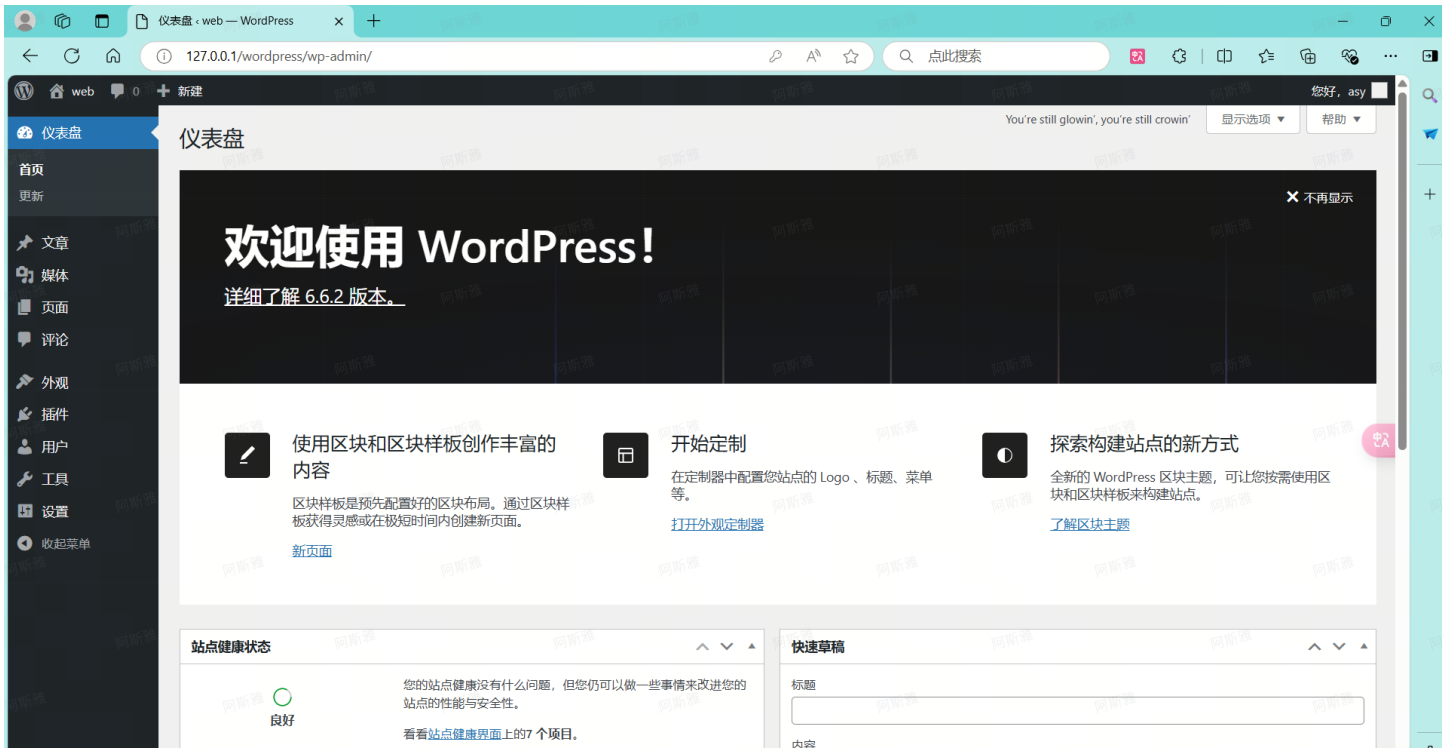 仪表盘 ‹ web — WordPress
127.0.0.1/wordpress/wp-admin/
点此搜索
web 0 新建 您好，asy
仪表盘
首页
更新
文章
媒体
页面
评论
外观
插件
用户
工具
设置
收起菜单
You're still glowin', you're still crowin'
显示选项
帮助
仪表盘
不再显示
欢迎使用 WordPress！
详细了解 6.6.2 版本。
使用区块和区块样板创作丰富的
内容
区块样板是预先配置好的区块布局。通过区块样
板获得灵感或在极短时间内创建新页面。
新页面
开始定制
在定制器中配置您站点的 Logo 、标题、菜单
等。
打开外观定制器
探索构建站点的新方式
全新的 WordPress 区块主题，可让您按需使用区
块和区块样板来构建站点。
了解区块主题
站点健康状态
良好
您的站点健康没有什么问题，但您仍可以做一些事情来改进您的
站点的性能与安全性。
看看站点健康界面上的7 个项目。
快速草稿
标题
内容
阿斯雅